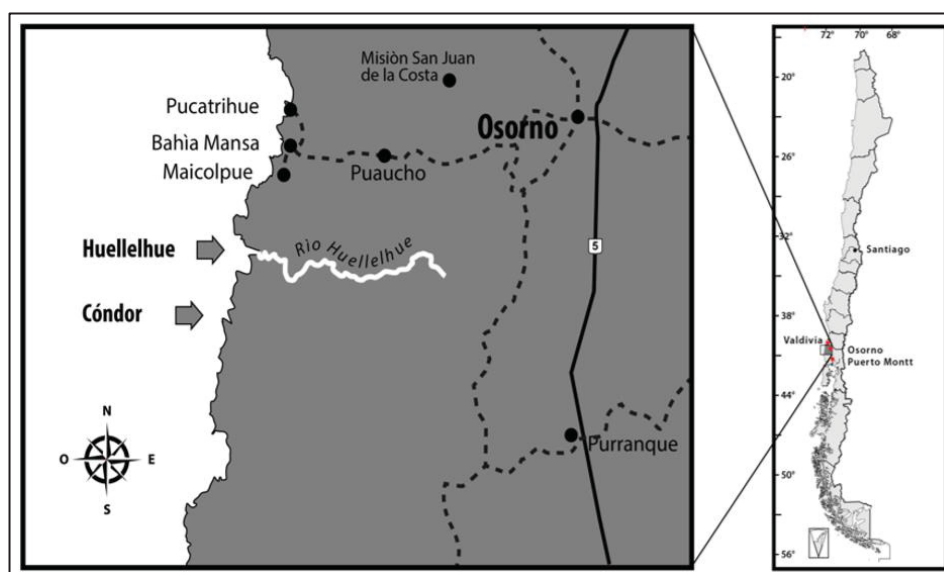 Misiòn San Juan
de la Costa
Pucatrihue
Osorno
Bahìa Mansa
Maicolpue
Puaucho
Huellelhue
Rìo Huellelhue
5
Cóndor
N
O E
S
Purranque
72° 70° 68°
20°
26°
32°
Santiago
38°
Valdivia
Osorno
Puerto Montt
44°
50°
56°